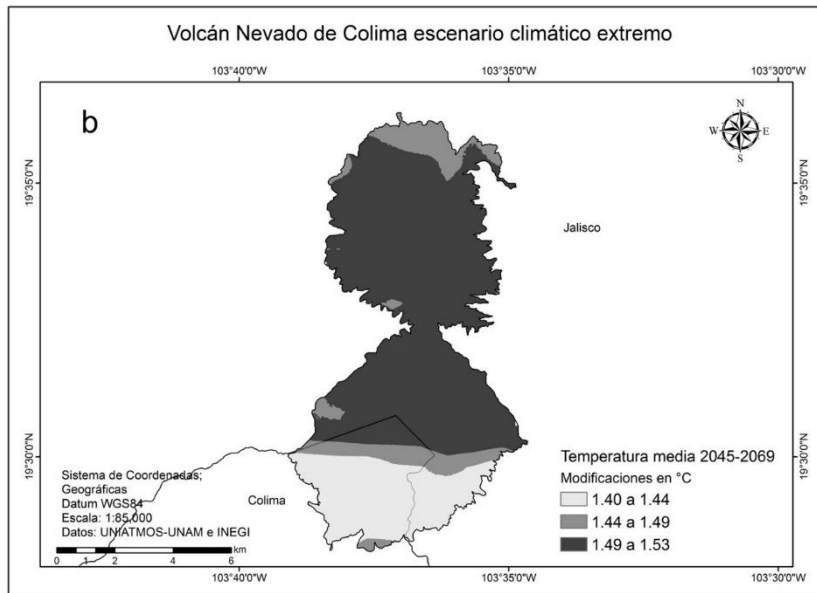 Volcán Nevado de Colima escenario climático extremo
103°40'0"W
103°35'0"W
103°30'0"W
b
N
W E
S
19°35'0"N
19°35'0"N
Jalisco
19°30'0"N
19°30'0"N
Colima
Sistema de Coordenadas;
Geográficas
Datum WGS84
Escala: 1:85,000
Datos: UNIATMOS-UNAM e INEGI
km
0 1 2 4 6
Temperatura media 2045-2069
Modificaciones en °C
1.40 a 1.44
1.44 a 1.49
1.49 a 1.53
103°40'0"W
103°35'0"W
103°30'0"W